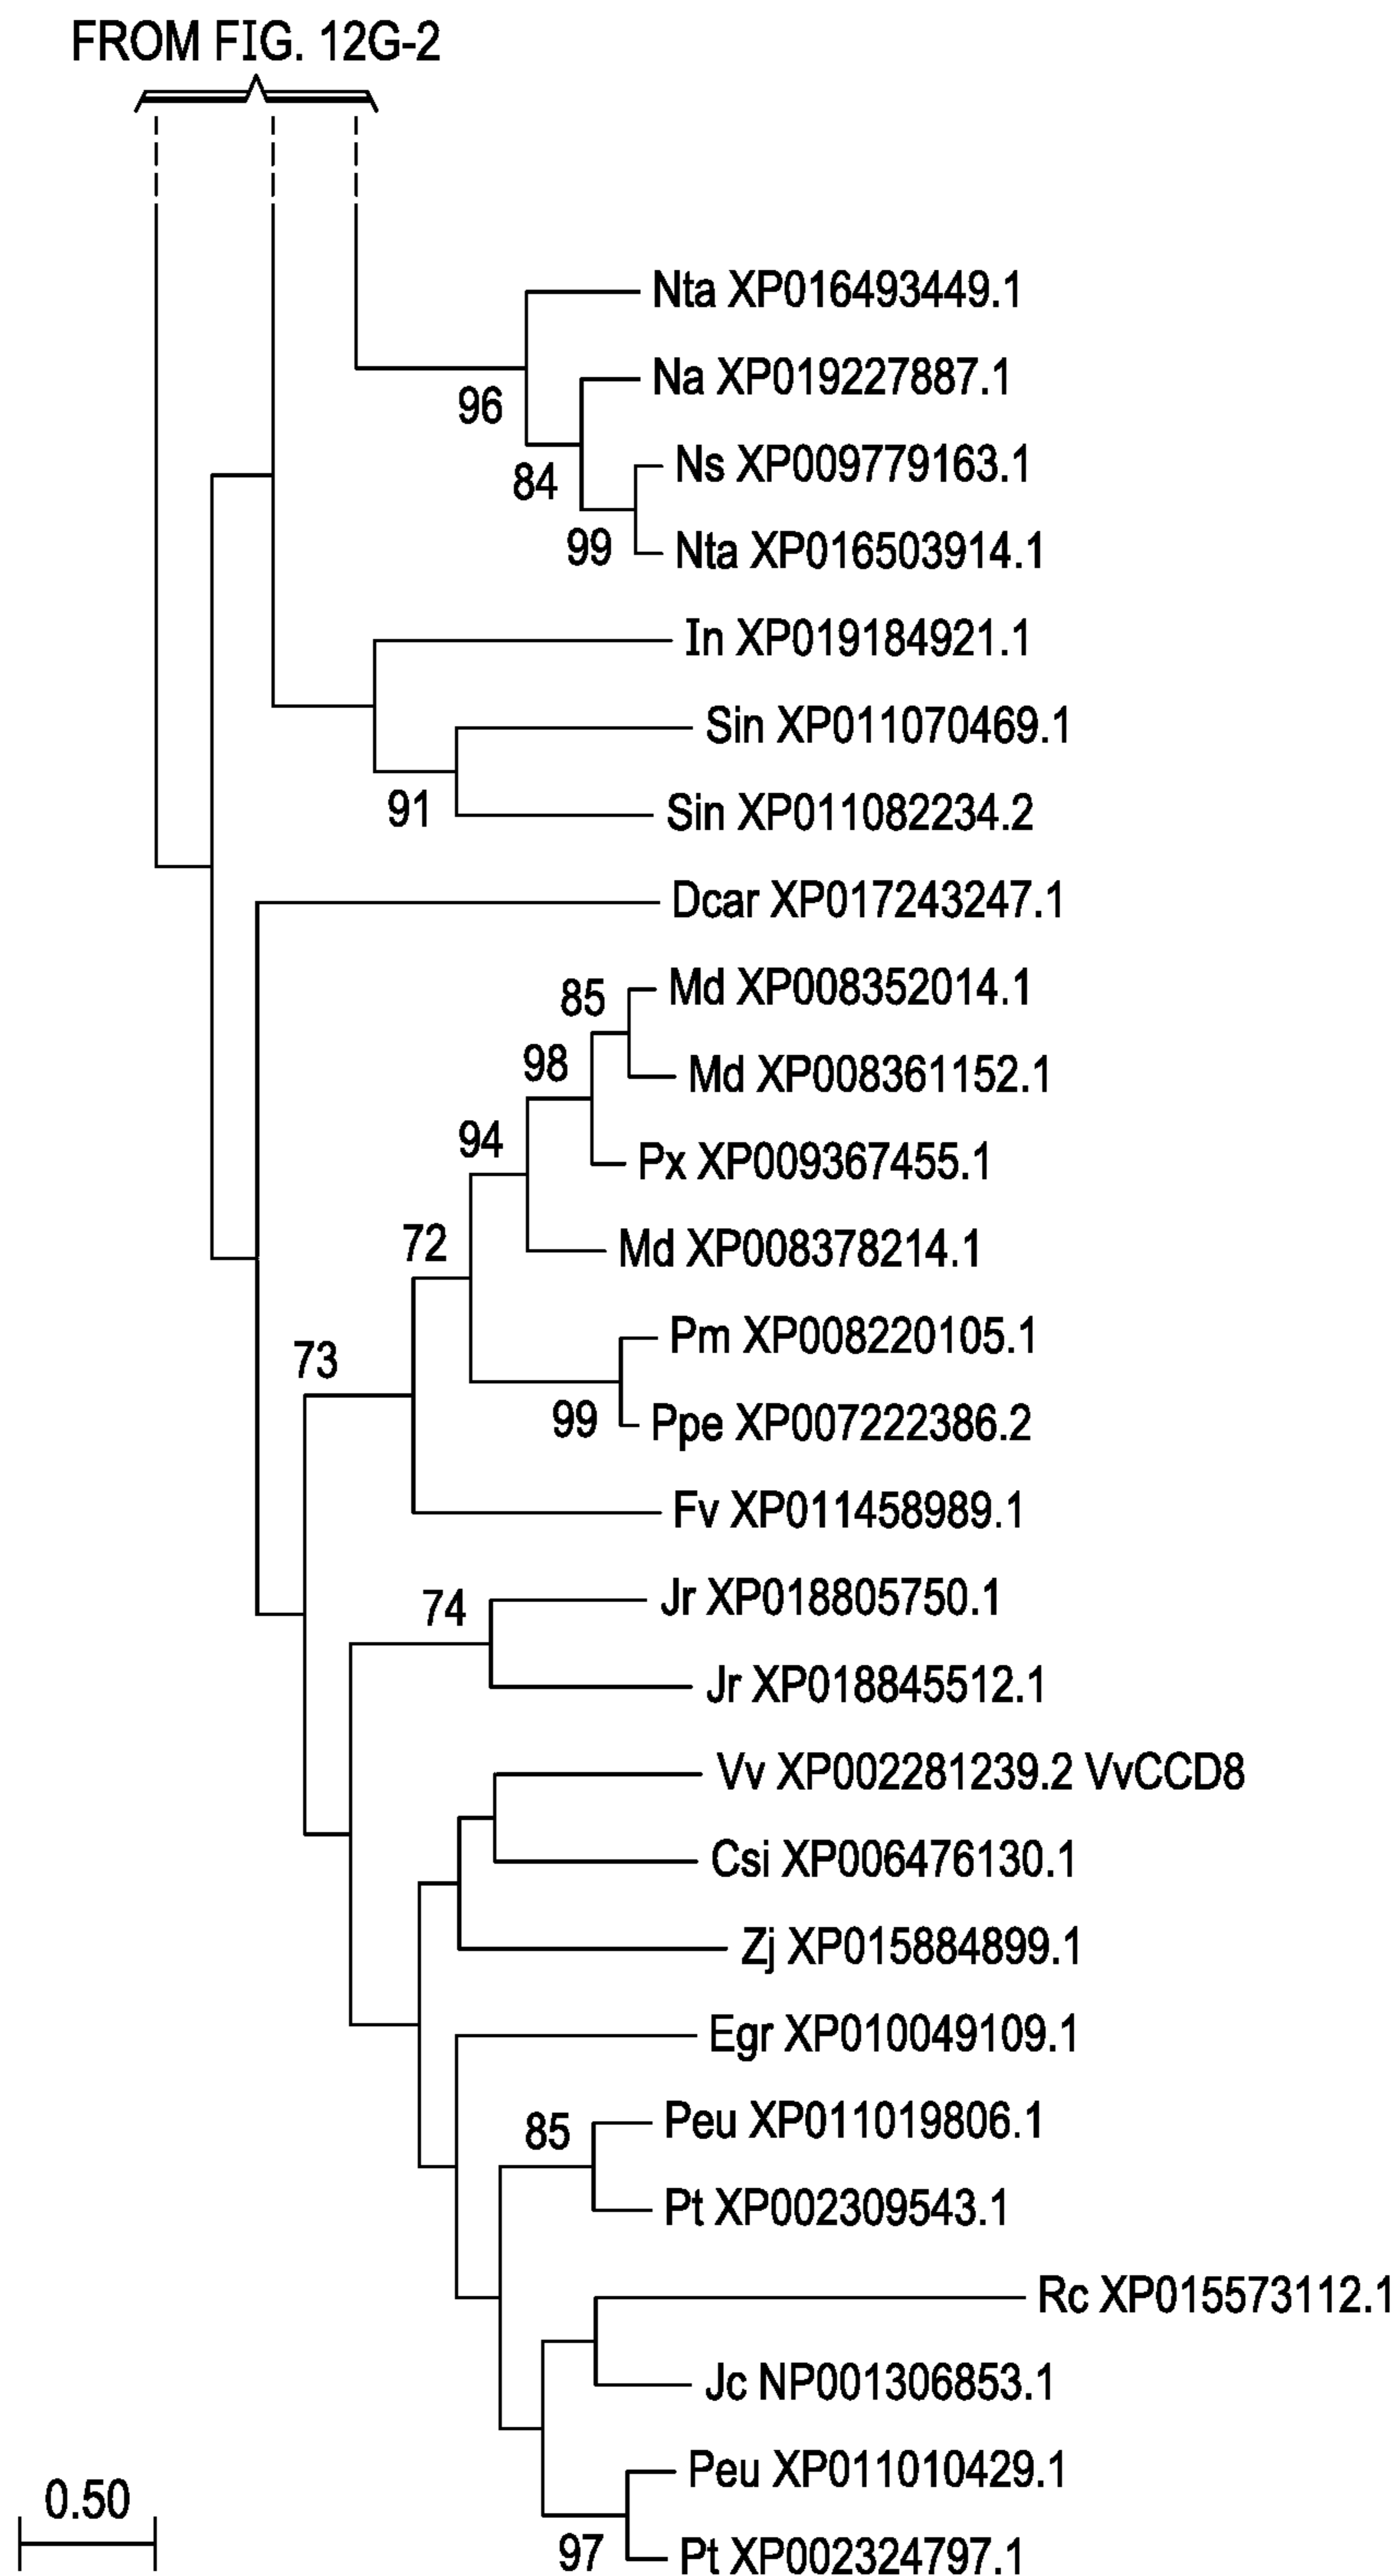 FROM FIG. 12G-2
Nta XP016493449.1
Na XP019227887.1
96
Ns XP009779163.1
84
Nta XP016503914.1
99
In XP019184921.1
Sin XP011070469.1
Sin XP011082234.2
91
Dcar XP017243247.1
Md XP008352014.1
85
Md XP008361152.1
98
94
Px XP009367455.1
72
Md XP008378214.1
Pm XP008220105.1
73
Ppe XP007222386.2
99
Fv XP011458989.1
Jr XP018805750.1
74
Jr XP018845512.1
Vv XP002281239.2 VvCCD8
Csi XP006476130.1
Zj XP015884899.1
Egr XP010049109.1
Peu XP011019806.1
85
Pt XP002309543.1
Rc XP015573112.1
Jc NP001306853.1
Peu XP011010429.1
0.50
97
Pt XP002324797.1